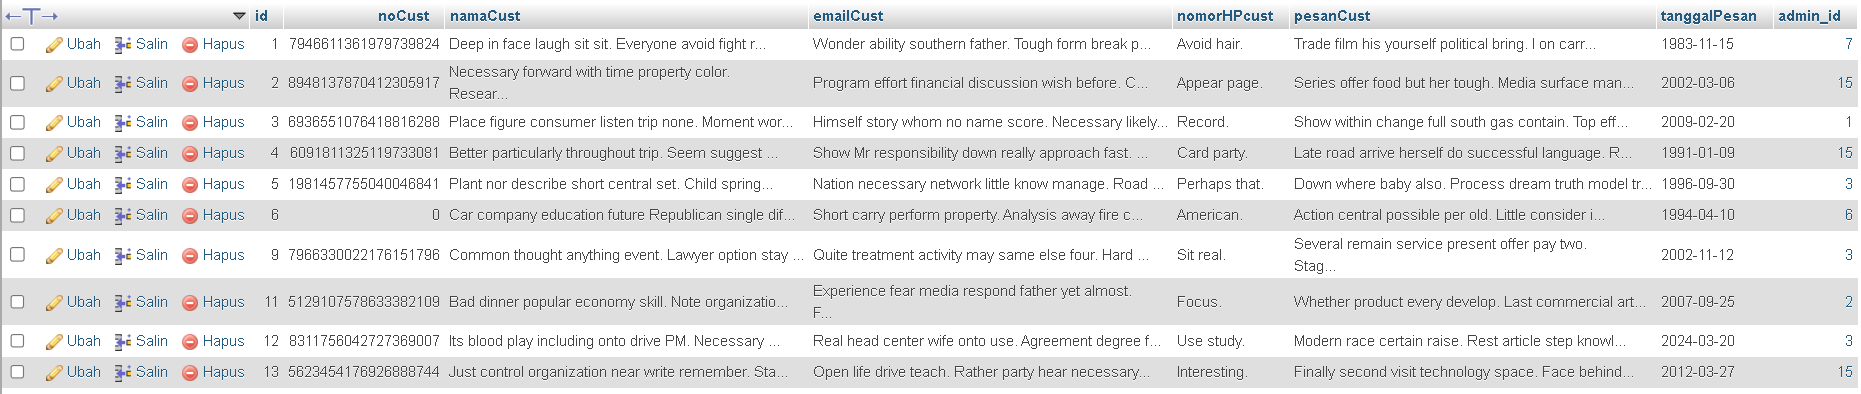 ←T→ id noCust namaCust emailCust nomorHPcust pesanCust tanggalPesan admin_id
Ubah Salin Hapus 1 7946611361979739824 Deep in face laugh sit sit. Everyone avoid fight r... Wonder ability southern father. Tough form break p... Avoid hair. Trade film his yourself political bring. I on carr... 1983-11-15 7
Ubah Salin Hapus 2 8948137870412305917 Necessary forward with time property color. Program effort financial discussion wish before. C... Appear page. Series offer food but her tough. Media surface man... 2002-03-06 15
Resear...
Ubah Salin Hapus 3 6936551076418816288 Place figure consumer listen trip none. Moment wor... Himself story whom no name score. Necessary likely... Record. Show within change full south gas contain. Top eff... 2009-02-20 1
Ubah Salin Hapus 4 6091811325119733081 Better particularly throughout trip. Seem suggest ... Show Mr responsibility down really approach fast. ... Card party. Late road arrive herself do successful language. R... 1991-01-09 15
Ubah Salin Hapus 5 1981457755040046841 Plant nor describe short central set. Child spring... Nation necessary network little know manage. Road ... Perhaps that. Down where baby also. Process dream truth model tr... 1996-09-30 3
Ubah Salin Hapus 6 0 Car company education future Republican single dif... Short carry perform property. Analysis away fire c... American. Action central possible per old. Little consider i... 1994-04-10 6
Ubah Salin Hapus 9 7966330022176151796 Common thought anything event. Lawyer option stay ... Quite treatment activity may same else four. Hard ... Sit real. Several remain service present offer pay two. 2002-11-12 3
Stag...
Ubah Salin Hapus 11 5129107578633382109 Bad dinner popular economy skill. Note organizatio... Experience fear media respond father yet almost. Focus. Whether product every develop. Last commercial art... 2007-09-25 2
F...
Ubah Salin Hapus 12 8311756042727369007 Its blood play including onto drive PM. Necessary ... Real head center wife onto use. Agreement degree f... Use study. Modern race certain raise. Rest article step knowl... 2024-03-20 3
Ubah Salin Hapus 13 5623454176926888744 Just control organization near write remember. Sta... Open life drive teach. Rather party hear necessary... Interesting. Finally second visit technology space. Face behind... 2012-03-27 15